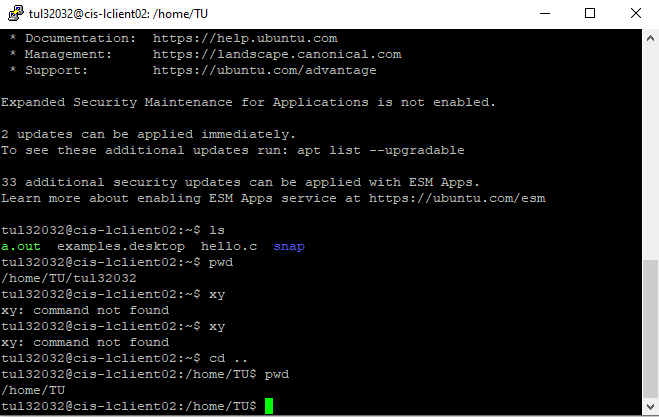 tul32032@cis-lclient02: /home/TU
 * Documentation:  https://help.ubuntu.com
 * Management:     https://landscape.canonical.com
 * Support:        https://ubuntu.com/advantage
Expanded Security Maintenance for Applications is not enabled.
2 updates can be applied immediately.
To see these additional updates run: apt list --upgradable
33 additional security updates can be applied with ESM Apps.
Learn more about enabling ESM Apps service at https://ubuntu.com/esm
tul32032@cis-lclient02:~$ ls
a.out  examples.desktop  hello.c  snap
tul32032@cis-lclient02:~$ pwd
/home/TU/tul32032
tul32032@cis-lclient02:~$ xy
xy: command not found
tul32032@cis-lclient02:~$ xy
xy: command not found
tul32032@cis-lclient02:~$ cd ..
tul32032@cis-lclient02:/home/TU$ pwd
/home/TU
tul32032@cis-lclient02:/home/TU$